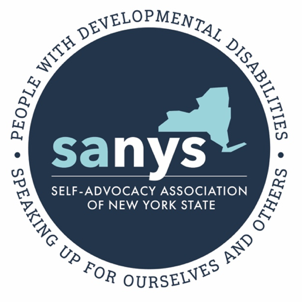 • PEOPLE WITH DEVELOPMENTAL DISABILITIES •
sanys
SELF-ADVOCACY ASSOCIATION
OF NEW YORK STATE
SPEAKING UP FOR OURSELVES AND OTHERS